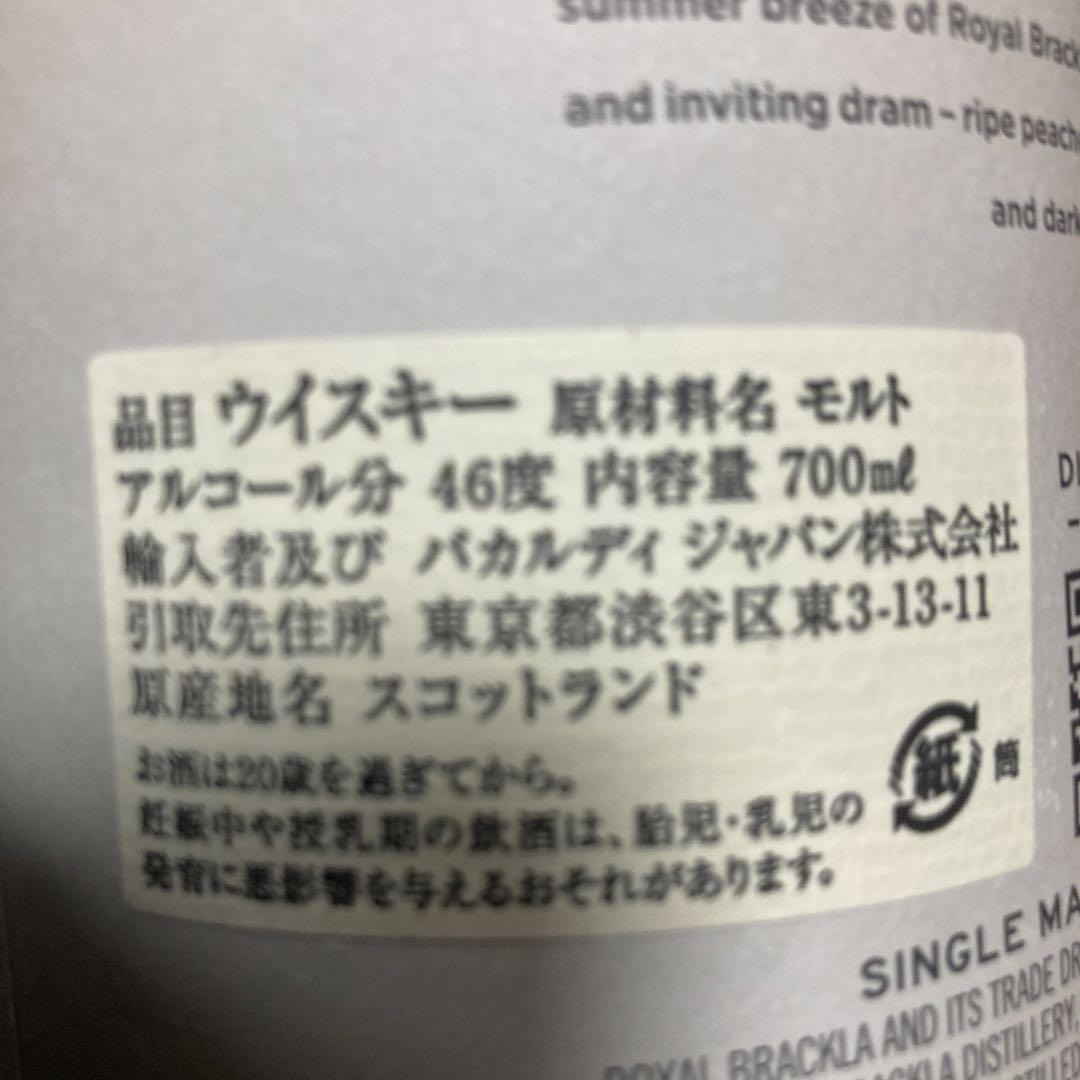 summer breeze of Royal Brack
and inviting dram – ripe peach
and dark
品目 ウイスキー 原材料名 モルト
アルコール分 46度 内容量 700mℓ
輸入者及び バカルディ ジャパン株式会社
引取先住所 東京都渋谷区東3-13-11
原産地名 スコットランド
お酒は20歳を過ぎてから。
妊娠中や授乳期の飲酒は、胎児・乳児の
発育に悪影響を与えるおそれがあります。
紙 筒
SINGLE MA
ROYAL BRACKLA AND ITS TRADE DR
DISTILLERY,